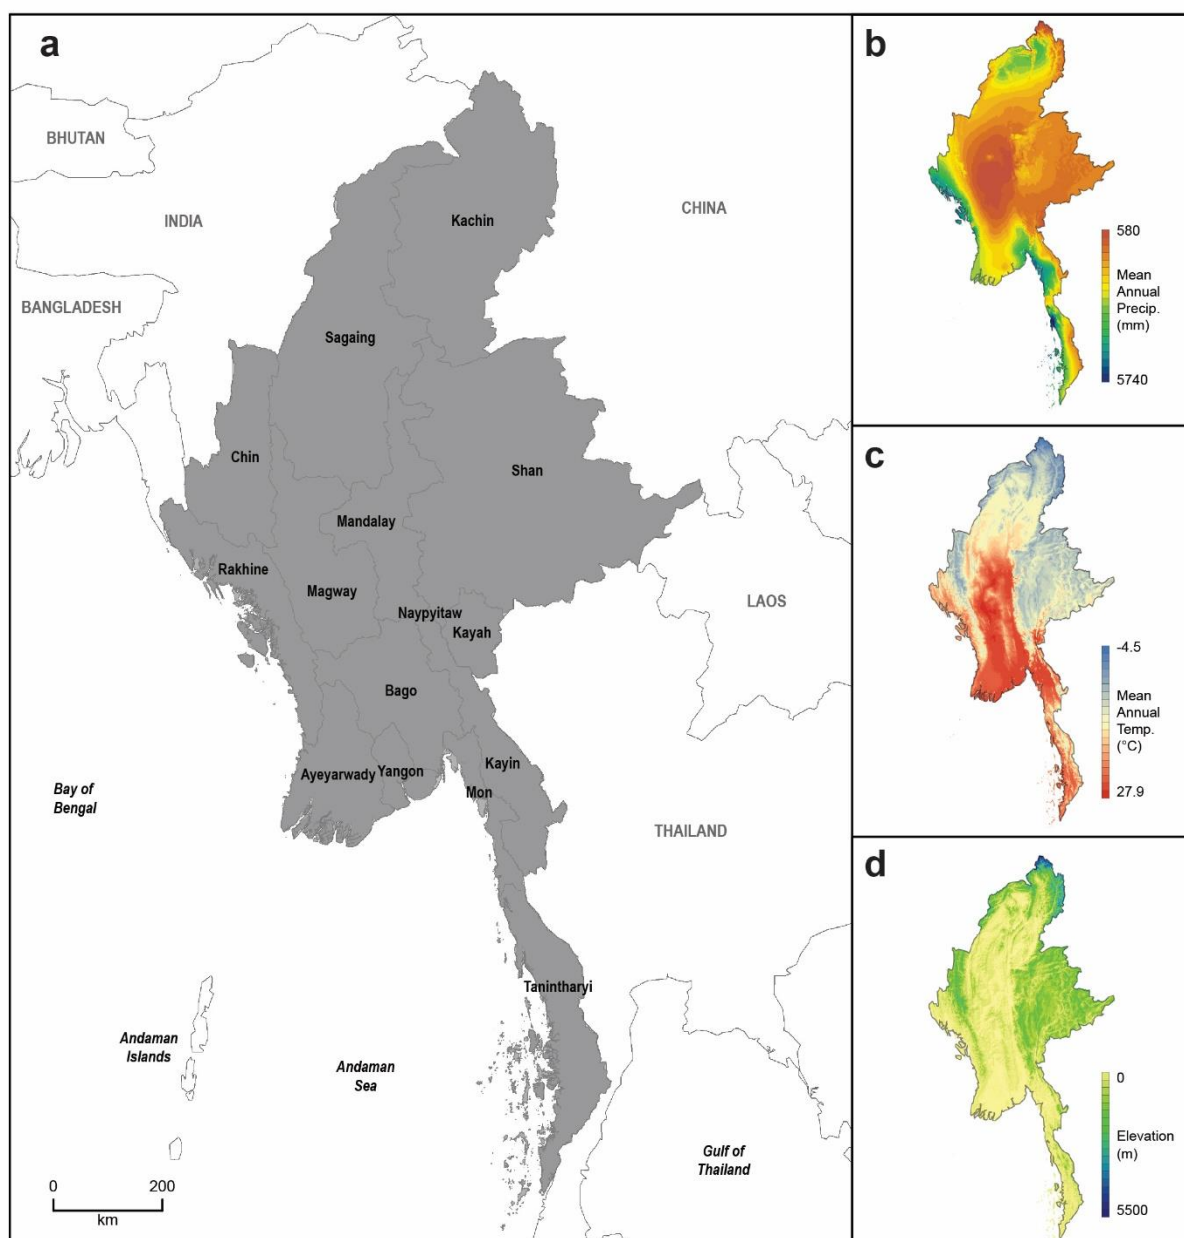 a
BHUTAN
INDIA
CHINA
BANGLADESH
Kachin
Sagaing
Chin
Shan
Mandalay
Rakhine
Magway
LAOS
Naypyitaw
Kayah
Bago
Ayeyarwady
Yangon
Kayin
Mon
Bay of
Bengal
THAILAND
Tanintharyi
Andaman
Islands
Andaman
Sea
Gulf of
Thailand
0
200
km
b
580
Mean
Annual
Precip.
(mm)
5740
c
-4.5
Mean
Annual
Temp.
(°C)
27.9
d
0
Elevation
(m)
5500